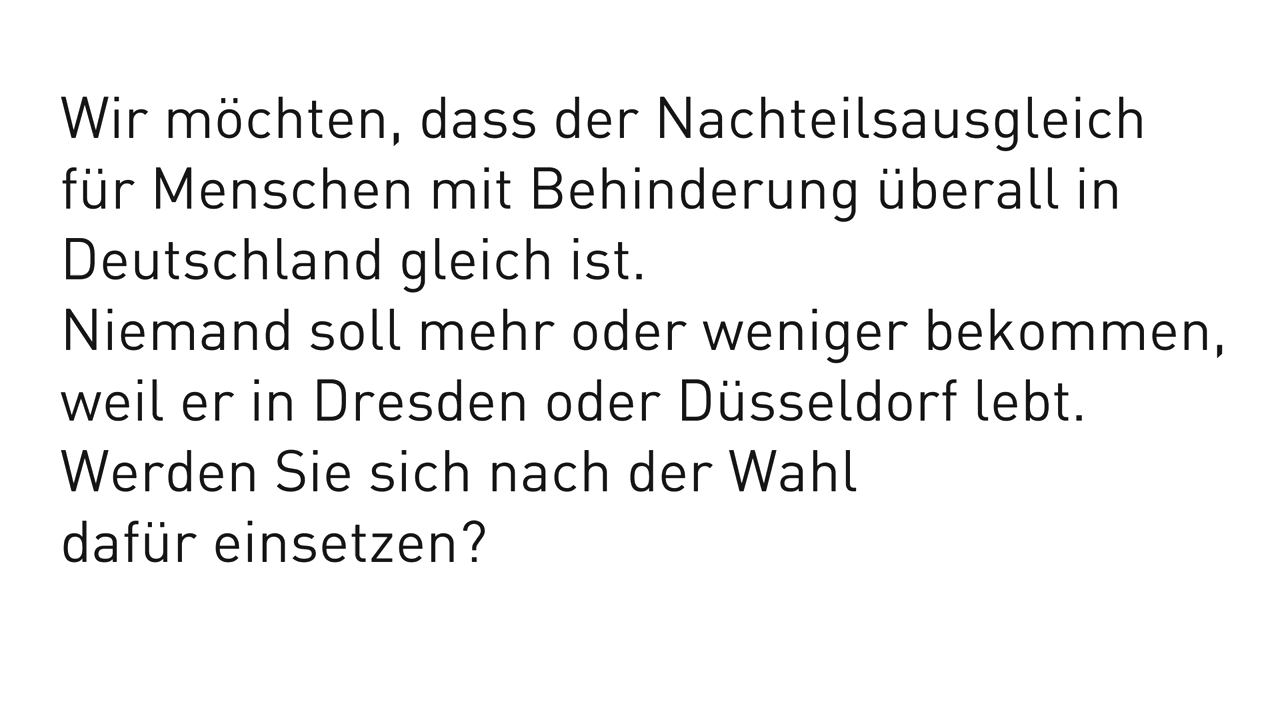 Wir möchten, dass der Nachteilsausgleich
für Menschen mit Behinderung überall in
Deutschland gleich ist.
Niemand soll mehr oder weniger bekommen,
weil er in Dresden oder Düsseldorf lebt.
Werden Sie sich nach der Wahl
dafür einsetzen?